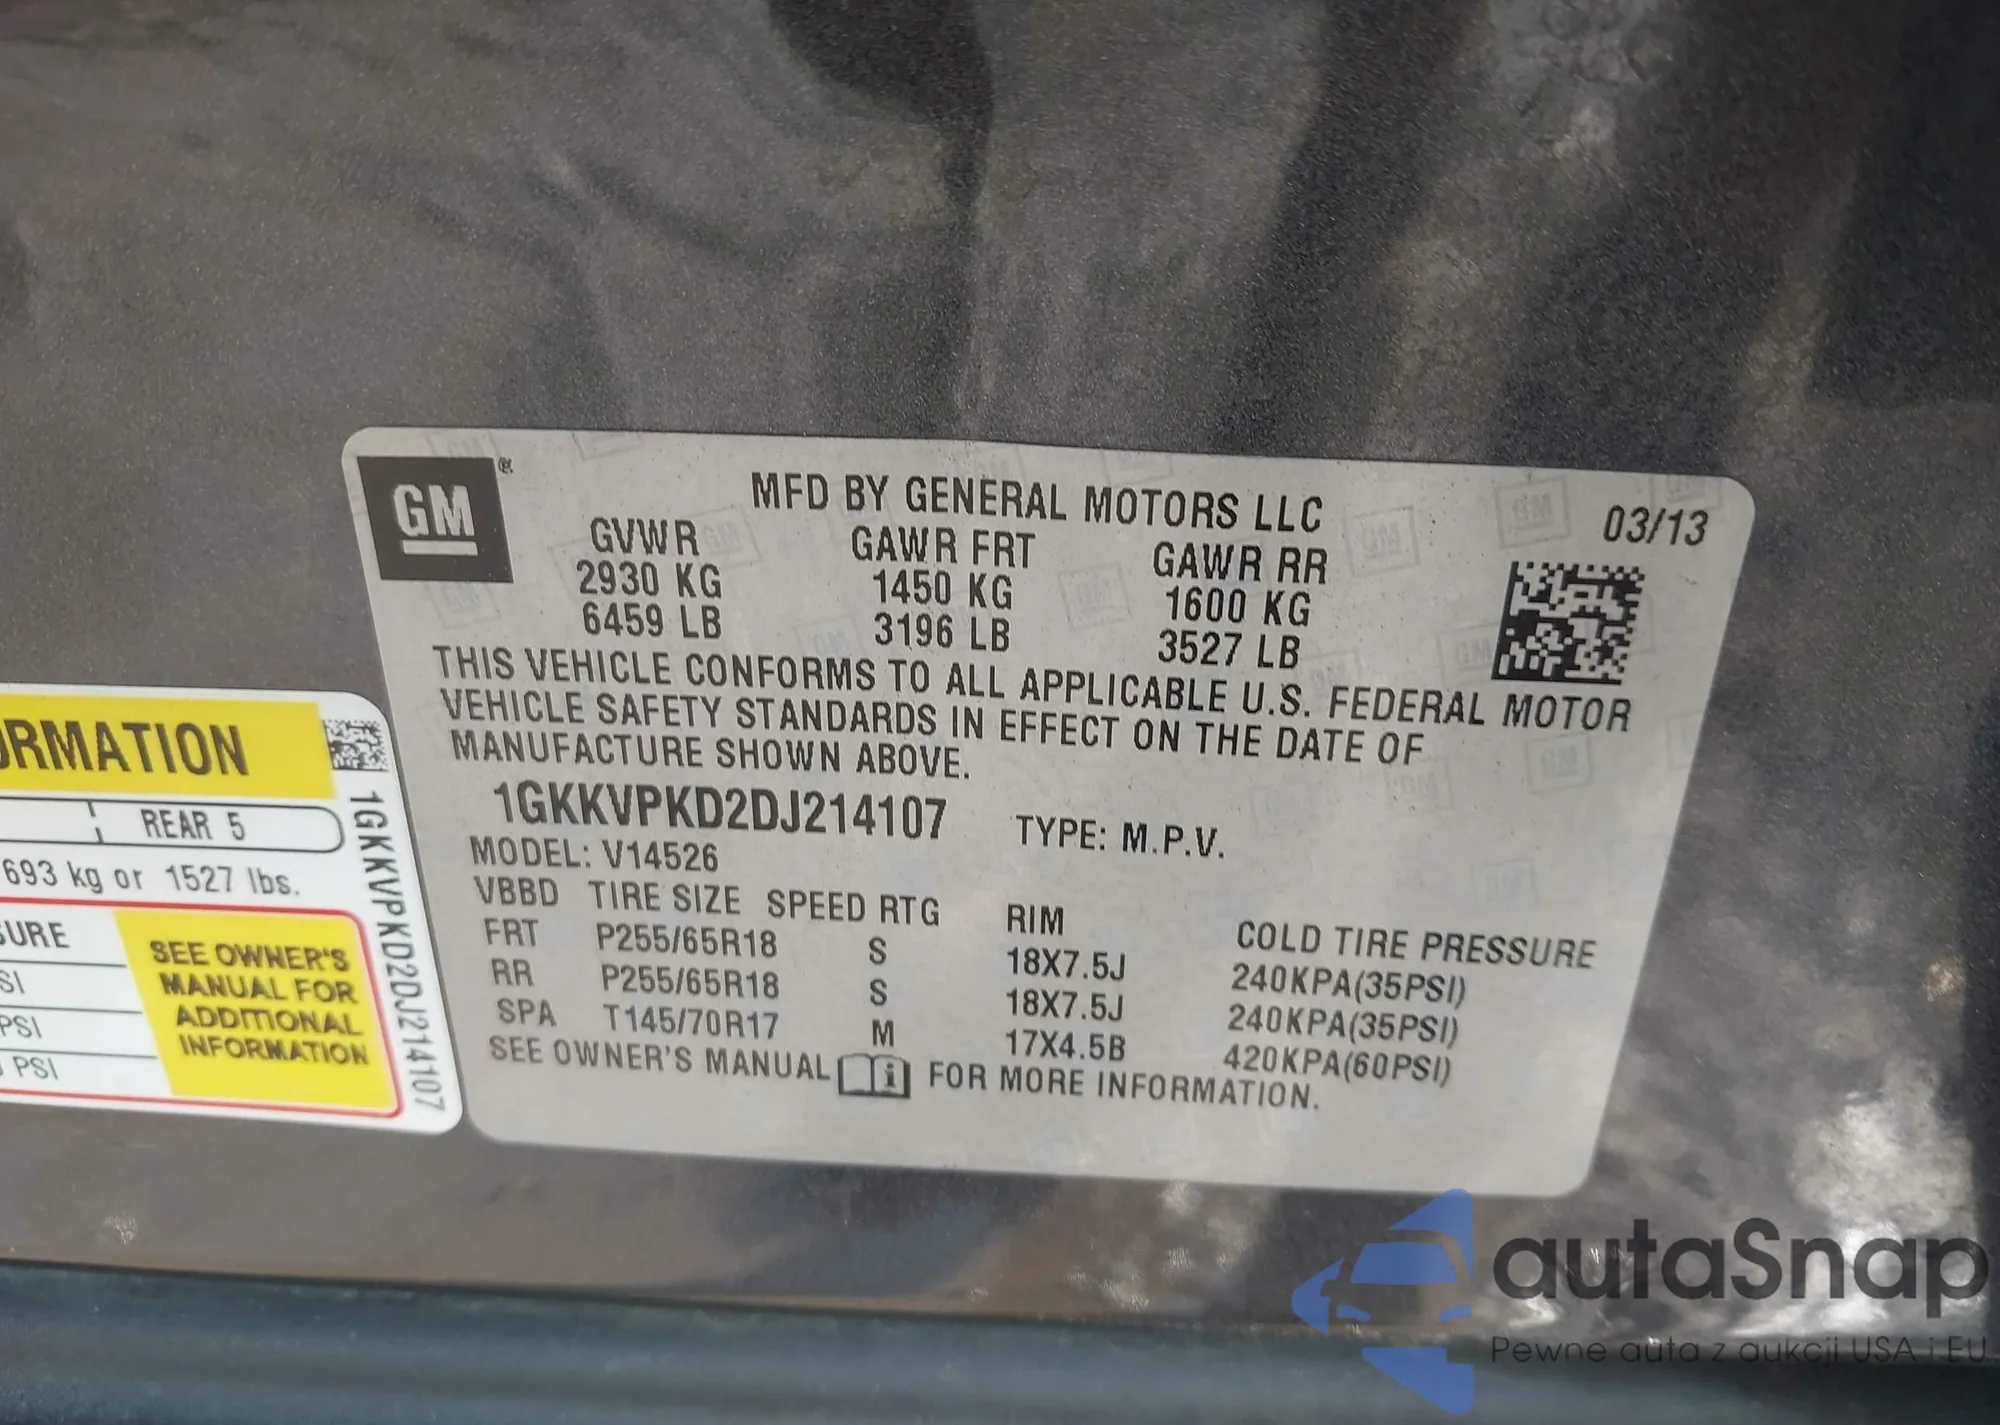 GM®
MFD BY GENERAL MOTORS LLC
03/13
GVWR GAWR FRT GAWR RR
2930 KG 1450 KG 1600 KG
6459 LB 3196 LB 3527 LB
THIS VEHICLE CONFORMS TO ALL APPLICABLE U.S. FEDERAL MOTOR
VEHICLE SAFETY STANDARDS IN EFFECT ON THE DATE OF
MANUFACTURE SHOWN ABOVE.
1GKKVPKD2DJ214107 TYPE: M.P.V.
MODEL: V14526
VBBD TIRE SIZE SPEED RTG RIM COLD TIRE PRESSURE
FRT P255/65R18 S 18X7.5J 240KPA(35PSI)
RR P255/65R18 S 18X7.5J 240KPA(35PSI)
SPA T145/70R17 M 17X4.5B 420KPA(60PSI)
SEE OWNER'S MANUAL i FOR MORE INFORMATION.
ORMATION
REAR 5
693 kg or 1527 lbs.
SURE
SI
PSI
PSI
SEE OWNER'S
MANUAL FOR
ADDITIONAL
INFORMATION
1GKKVPKD2DJ214107
autaSnap
Pewne auta z aukcji USA i EU